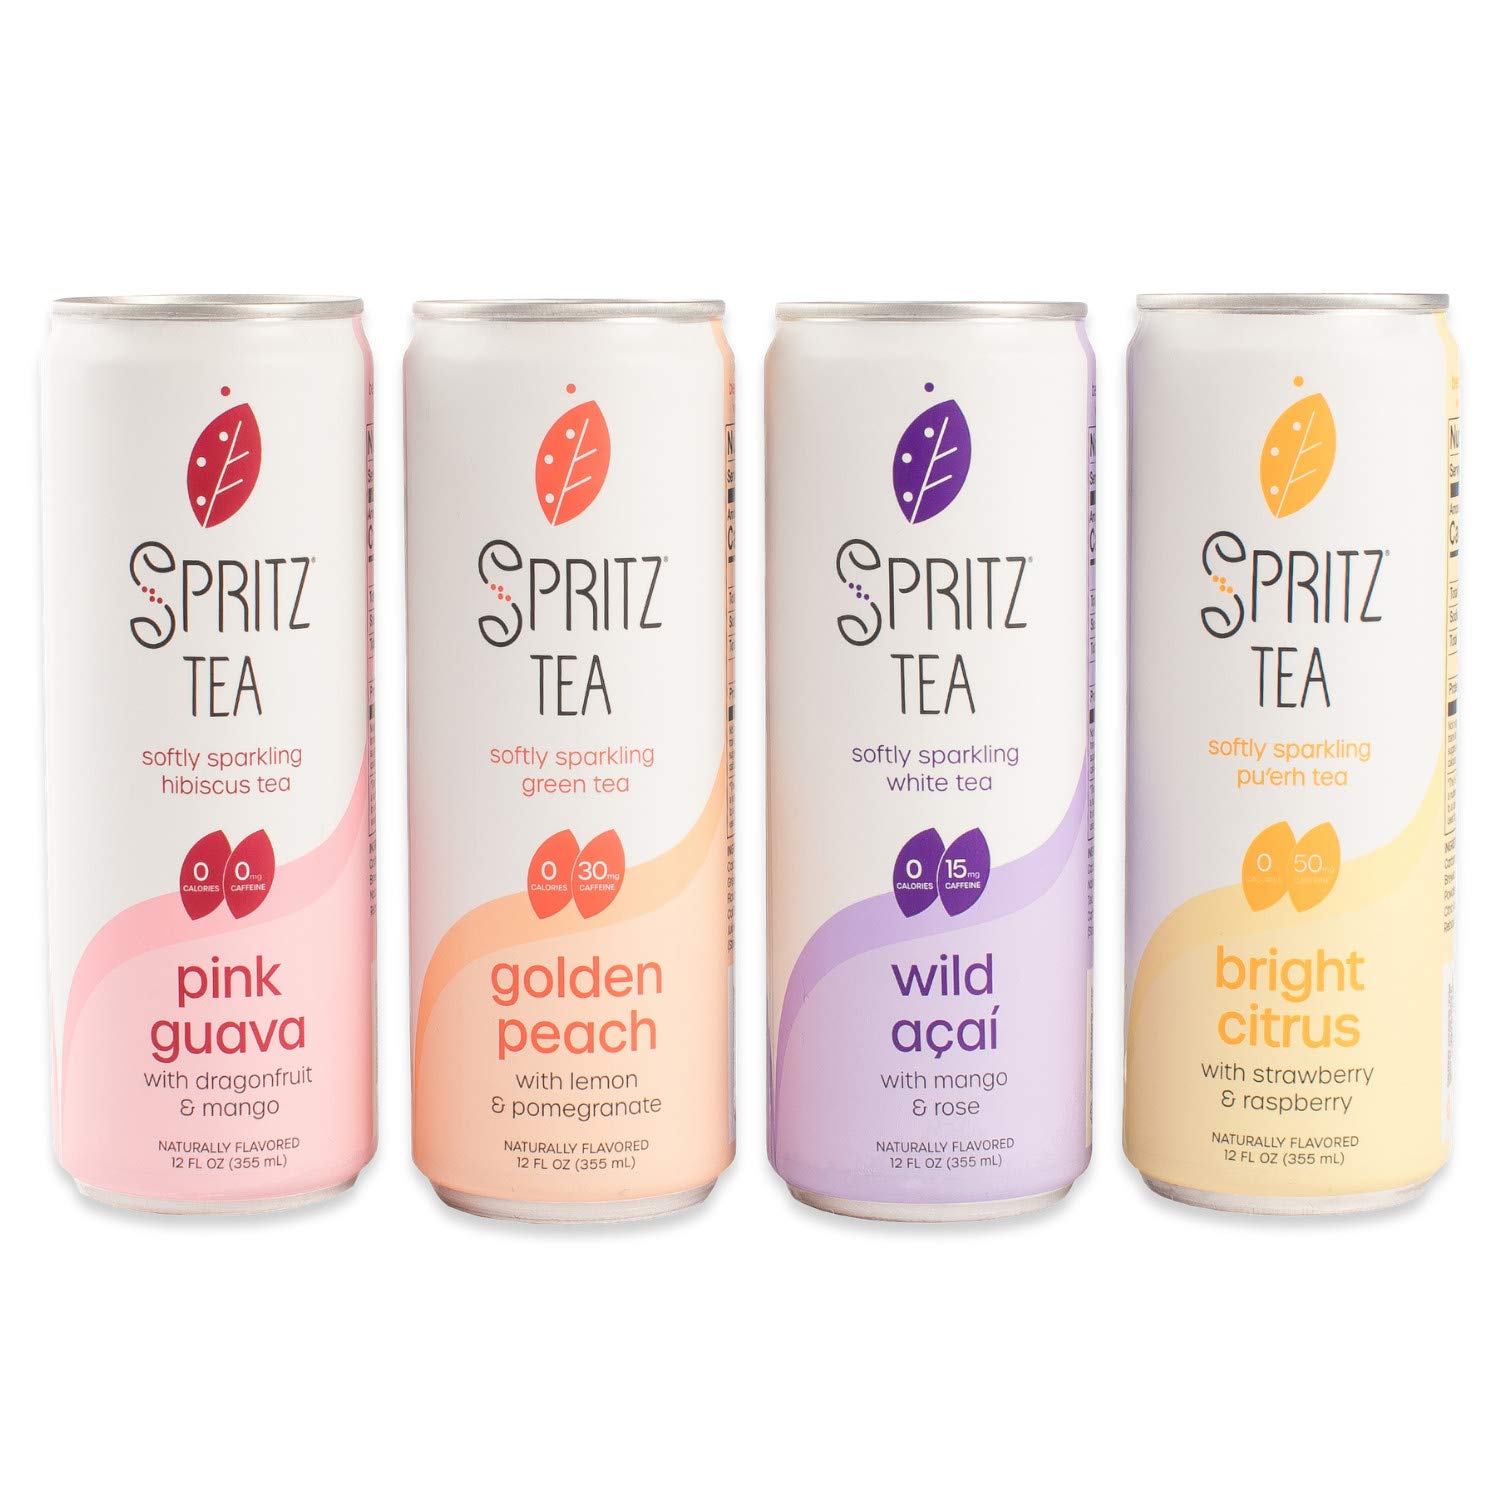 SPRITZ®
TEA
softly sparkling
hibiscus tea
0
CALORIES
0mg
CAFFEINE
pink
guava
with dragonfruit
& mango
NATURALLY FLAVORED
12 FL OZ (355 mL)
SPRITZ®
TEA
softly sparkling
green tea
0
CALORIES
30mg
CAFFEINE
golden
peach
with lemon
& pomegranate
NATURALLY FLAVORED
12 FL OZ (355 mL)
SPRITZ®
TEA
softly sparkling
white tea
0
CALORIES
15mg
CAFFEINE
wild
açaí
with mango
& rose
NATURALLY FLAVORED
12 FL OZ (355 mL)
SPRITZ®
TEA
softly sparkling
pu'erh tea
0
CALORIES
50mg
CAFFEINE
bright
citrus
with strawberry
& raspberry
NATURALLY FLAVORED
12 FL OZ (355 mL)